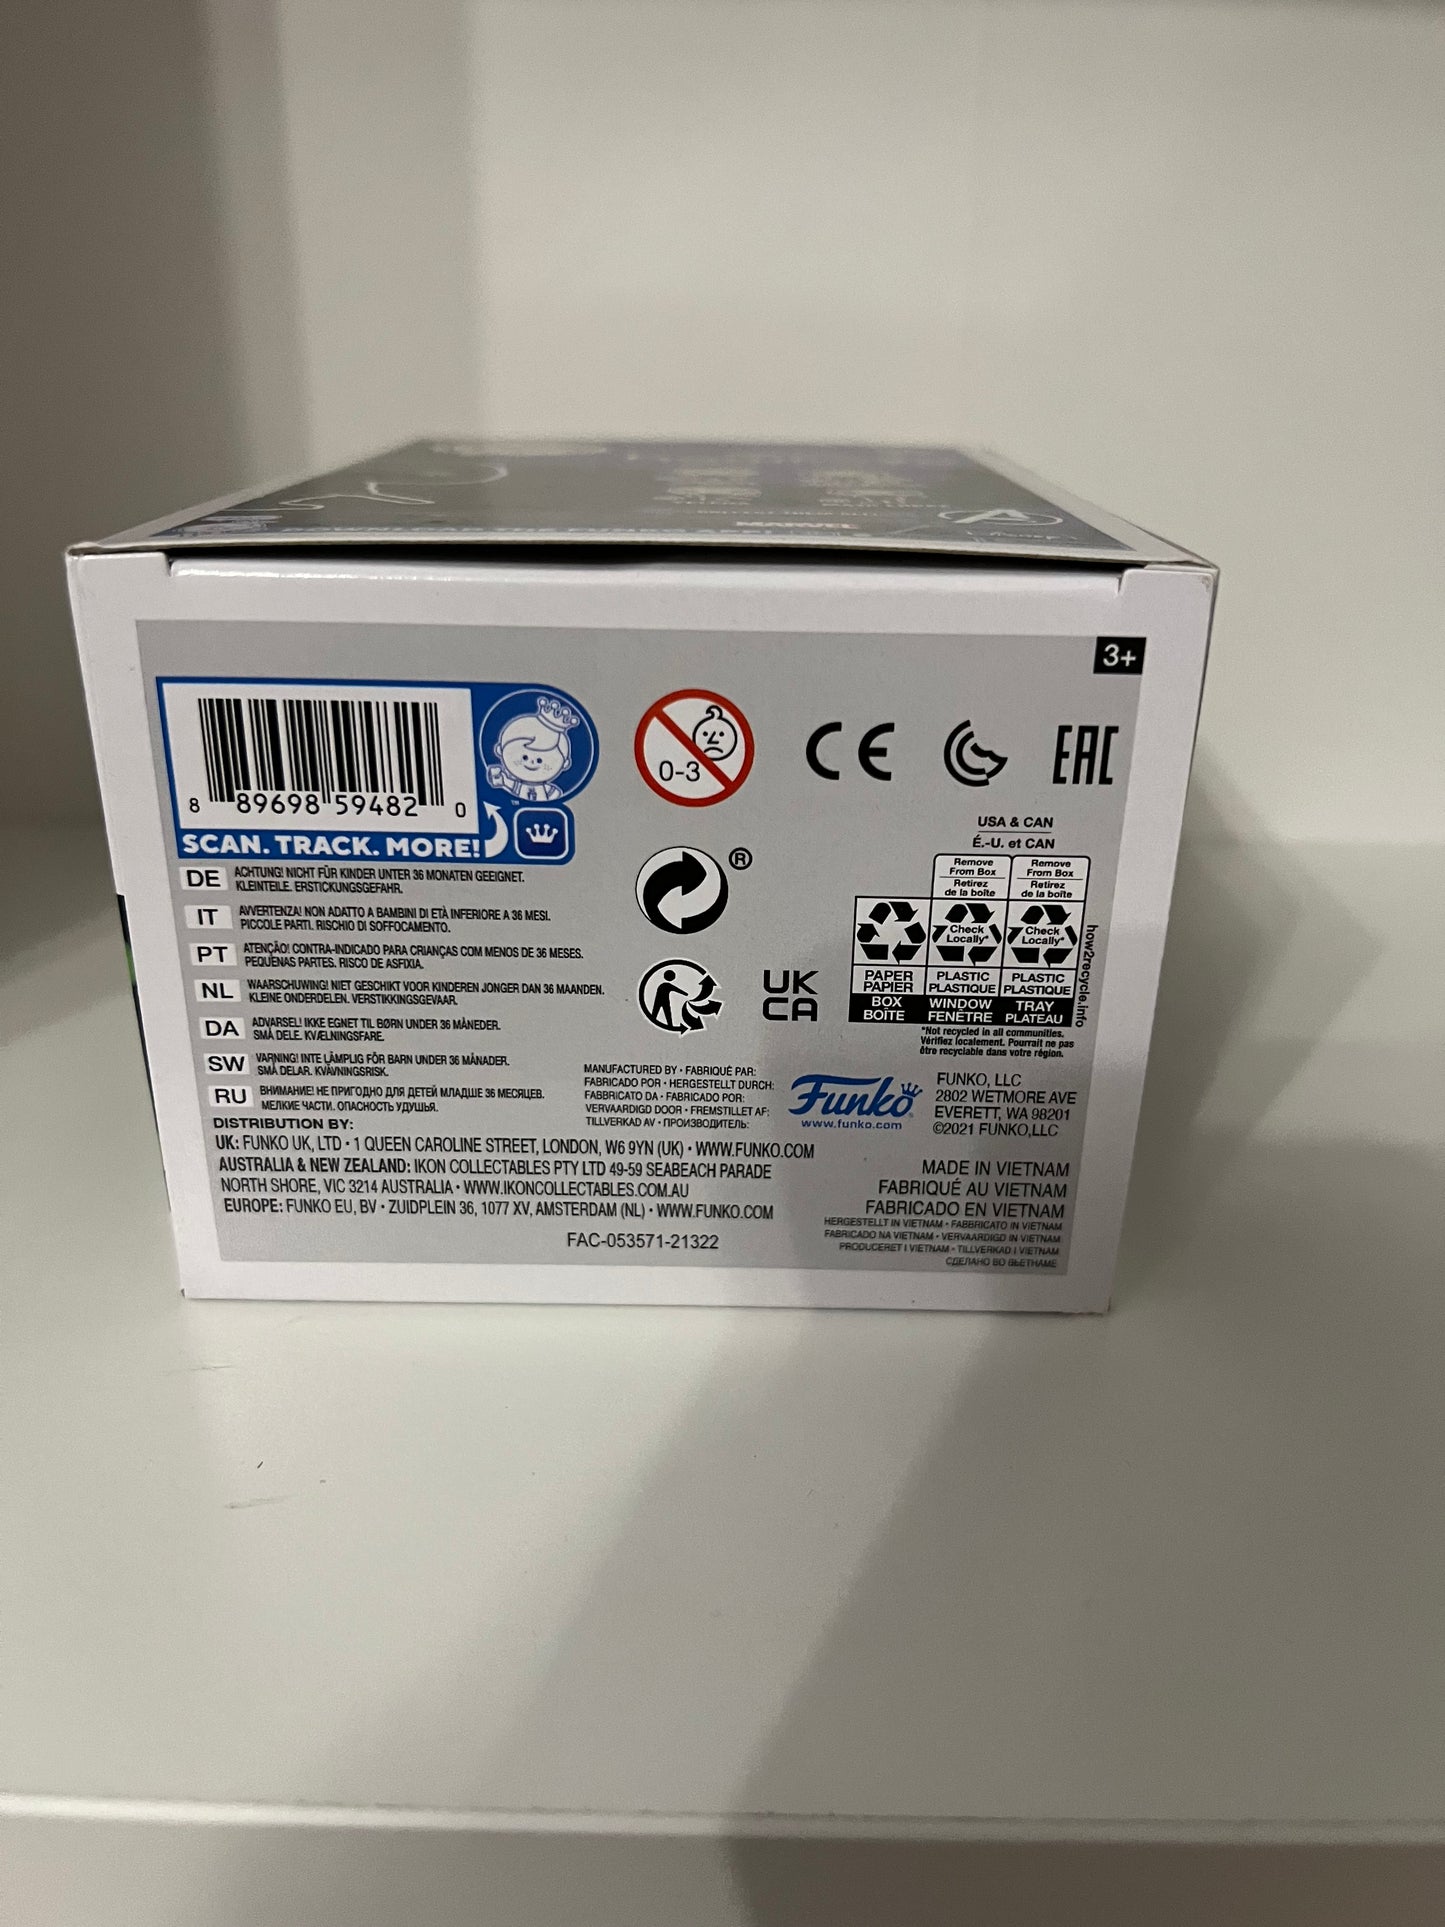 MARVEL
3+
8 89698 59482 0
SCAN. TRACK. MORE!
™
0-3
CE
EAC
®
UK
CA
USA & CAN
É.-U. et CAN
Remove
From Box
Retirez
de la boîte
Remove
From Box
Retirez
de la boîte
Check
Locally*
Check
Locally*
PAPER
PAPIER
PLASTIC
PLASTIQUE
PLASTIC
PLASTIQUE
BOX
BOÎTE
WINDOW
FENÊTRE
TRAY
PLATEAU
how2recycle.info
*Not recycled in all communities.
Vérifiez localement. Pourrait ne pas
être recyclable dans votre région.
DE ACHTUNG! NICHT FÜR KINDER UNTER 36 MONATEN GEEIGNET.
KLEINTEILE. ERSTICKUNGSGEFAHR.
IT AVVERTENZA! NON ADATTO A BAMBINI DI ETÀ INFERIORE A 36 MESI.
PICCOLE PARTI. RISCHIO DI SOFFOCAMENTO.
PT ATENÇÃO! CONTRA-INDICADO PARA CRIANÇAS COM MENOS DE 36 MESES.
PEQUENAS PARTES. RISCO DE ASFIXIA.
NL WAARSCHUWING! NIET GESCHIKT VOOR KINDEREN JONGER DAN 36 MAANDEN.
KLEINE ONDERDELEN. VERSTIKKINGSGEVAAR.
DA ADVARSEL! IKKE EGNET TIL BØRN UNDER 36 MÅNEDER.
SMÅ DELE. KVÆLNINGSFARE.
SW VARNING! INTE LÄMPLIG FÖR BARN UNDER 36 MÅNADER.
SMÅ DELAR. KVÄVNINGSRISK.
RU ВНИМАНИЕ! НЕ ПРИГОДНО ДЛЯ ДЕТЕЙ МЛАДШЕ 36 МЕСЯЦЕВ.
МЕЛКИЕ ЧАСТИ. ОПАСНОСТЬ УДУШЬЯ.
MANUFACTURED BY • FABRIQUÉ PAR:
FABRICADO POR • HERGESTELLT DURCH:
FABBRICATO DA • FABRICADO POR:
VERVAARDIGD DOOR • FREMSTILLET AF:
TILLVERKAD AV • ПРОИЗВОДИТЕЛЬ:
Funko
www.funko.com
FUNKO, LLC
2802 WETMORE AVE
EVERETT, WA 98201
©2021 FUNKO,LLC
DISTRIBUTION BY:
UK: FUNKO UK, LTD • 1 QUEEN CAROLINE STREET, LONDON, W6 9YN (UK) • WWW.FUNKO.COM
AUSTRALIA & NEW ZEALAND: IKON COLLECTABLES PTY LTD 49-59 SEABEACH PARADE
NORTH SHORE, VIC 3214 AUSTRALIA • WWW.IKONCOLLECTABLES.COM.AU
EUROPE: FUNKO EU, BV • ZUIDPLEIN 36, 1077 XV, AMSTERDAM (NL) • WWW.FUNKO.COM
FAC-053571-21322
MADE IN VIETNAM
FABRIQUÉ AU VIETNAM
FABRICADO EN VIETNAM
HERGESTELLT IN VIETNAM • FABBRICATO IN VIETNAM
FABRICADO NA VIETNAM • VERVAARDIGD IN VIETNAM
PRODUCERET I VIETNAM • TILLVERKAD I VIETNAM
СДЕЛАНО ВО ВЬЕТНАМЕ